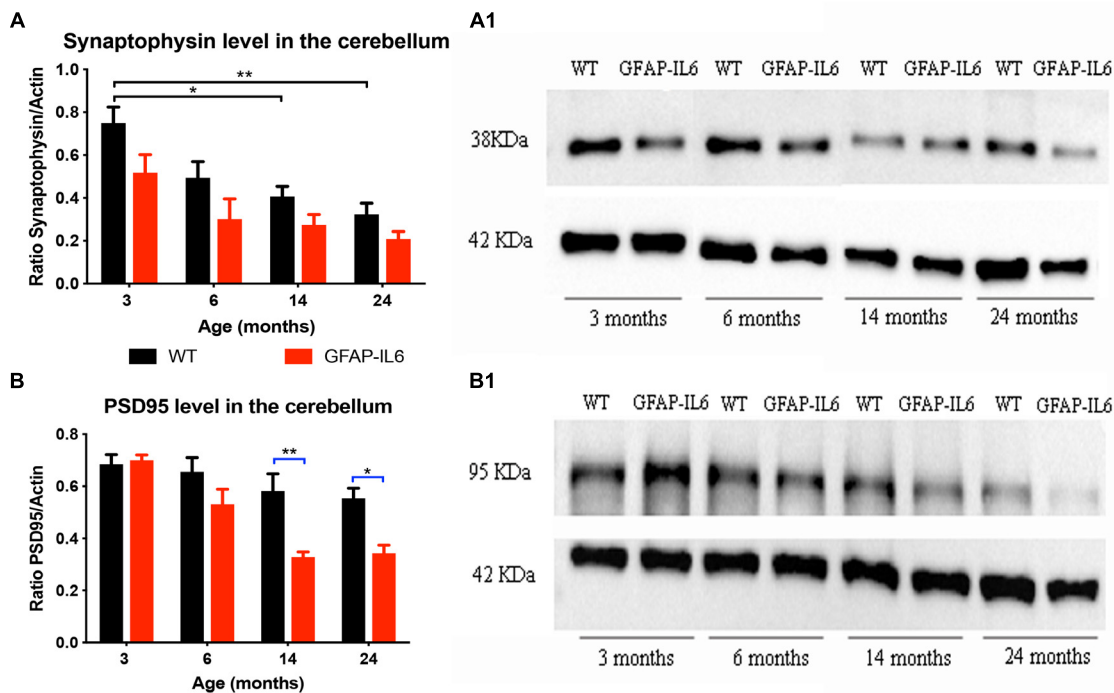 A
Synaptophysin level in the cerebellum
Ratio Synaptophysin/Actin
1.0
0.8
0.6
0.4
0.2
0.0
**
*
3 6 14 24
Age (months)
WT GFAP-IL6
A1
WT GFAP-IL6 WT GFAP-IL6 WT GFAP-IL6 WT GFAP-IL6
38KDa
42 KDa
3 months 6 months 14 months 24 months
B
PSD95 level in the cerebellum
Ratio PSD95/Actin
0.8
0.6
0.4
0.2
0.0
**
*
3 6 14 24
Age (months)
B1
WT GFAP-IL6 WT GFAP-IL6 WT GFAP-IL6 WT GFAP-IL6
95 KDa
42 KDa
3 months 6 months 14 months 24 months